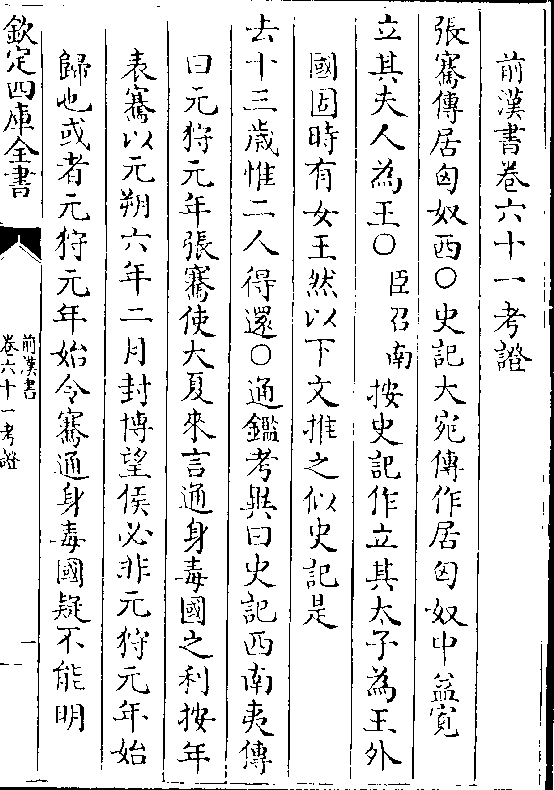 前漢書卷六十一考證
張騫傳居匈奴西〇史記大宛傳作居匈奴中益寛
立其夫人為王〇臣召南按史記作立其太子為王外
國固時有女王然以下文推之似史記是
去十三歲惟二人得還〇通鑑考異曰史記西南夷傳
曰元狩元年張騫使大夏來言通身毒國之利按年
表騫以元朔六年二月封博望侯必非元狩元年始
歸也或者元狩元年始令騫通身毒國疑不能明
欽定四庫全書
前漢書
卷六十一考證
一